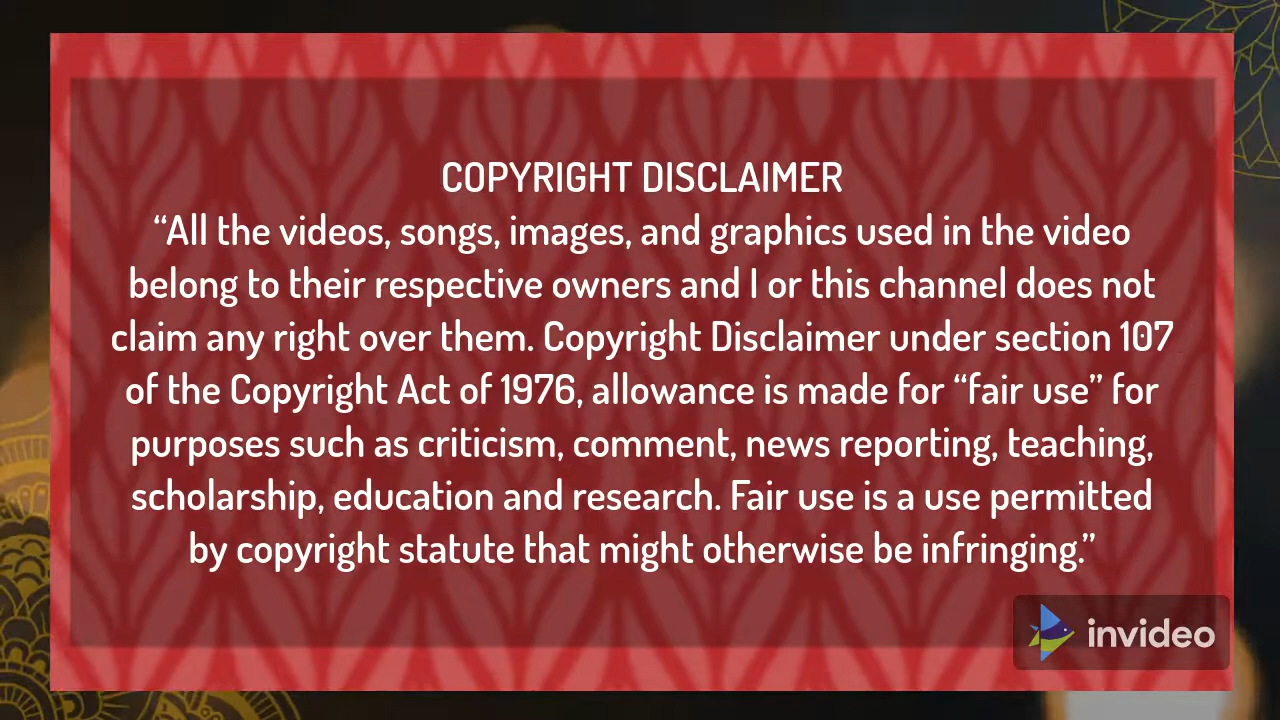 COPYRIGHT DISCLAIMER
“All the videos, songs, images, and graphics used in the video
belong to their respective owners and I or this channel does not
claim any right over them. Copyright Disclaimer under section 107
of the Copyright Act of 1976, allowance is made for “fair use” for
purposes such as criticism, comment, news reporting, teaching,
scholarship, education and research. Fair use is a use permitted
by copyright statute that might otherwise be infringing.”
invideo